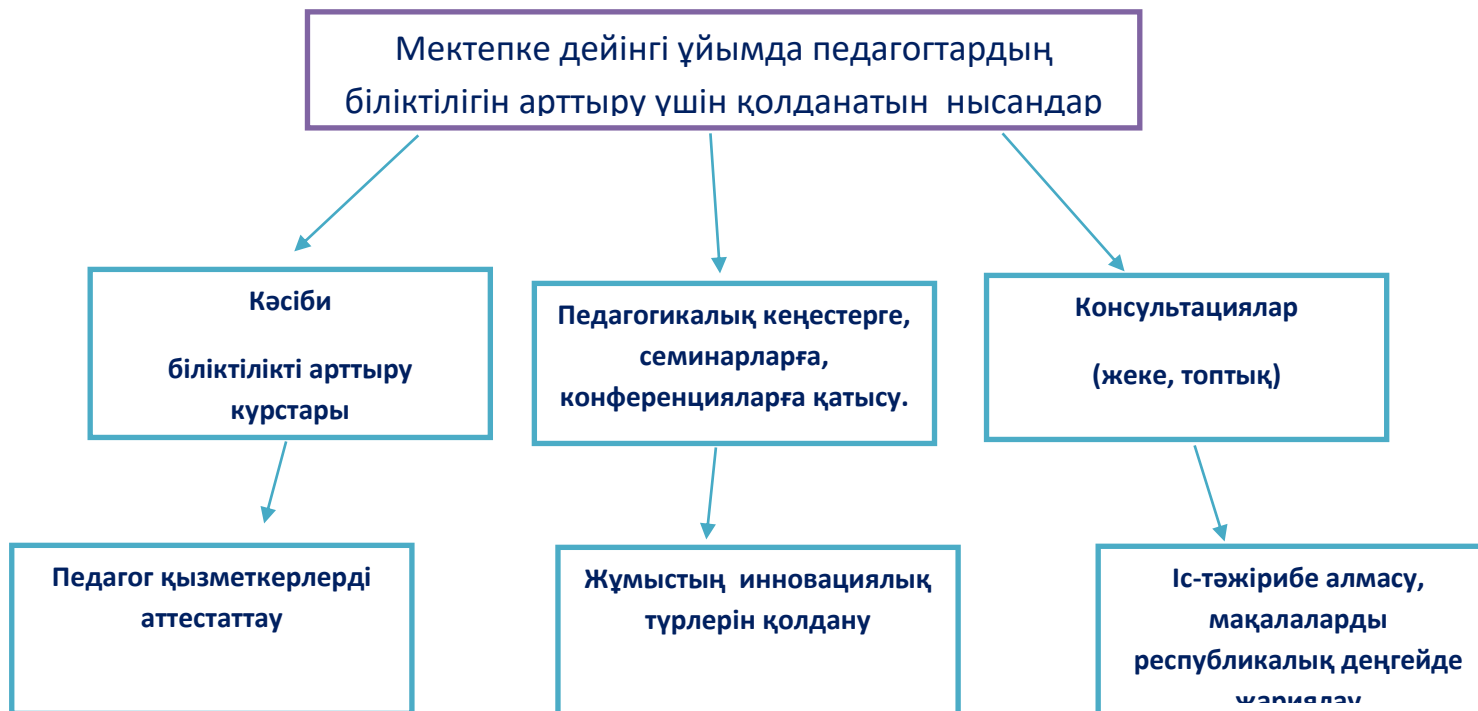 Мектепке дейінгі ұйымда педагогтардың
біліктілігін арттыру үшін қолданатын нысандар
Кәсіби
біліктілікті арттыру
курстары
Педагогикалық кеңестерге,
семинарларға,
конференцияларға қатысу.
Консультациялар
(жеке, топтық)
Педагог қызметкерлерді
аттестаттау
Жұмыстың инновациялық
түрлерін қолдану
Іс-тәжірибе алмасу,
мақалаларды
республикалық деңгейде
жариялау